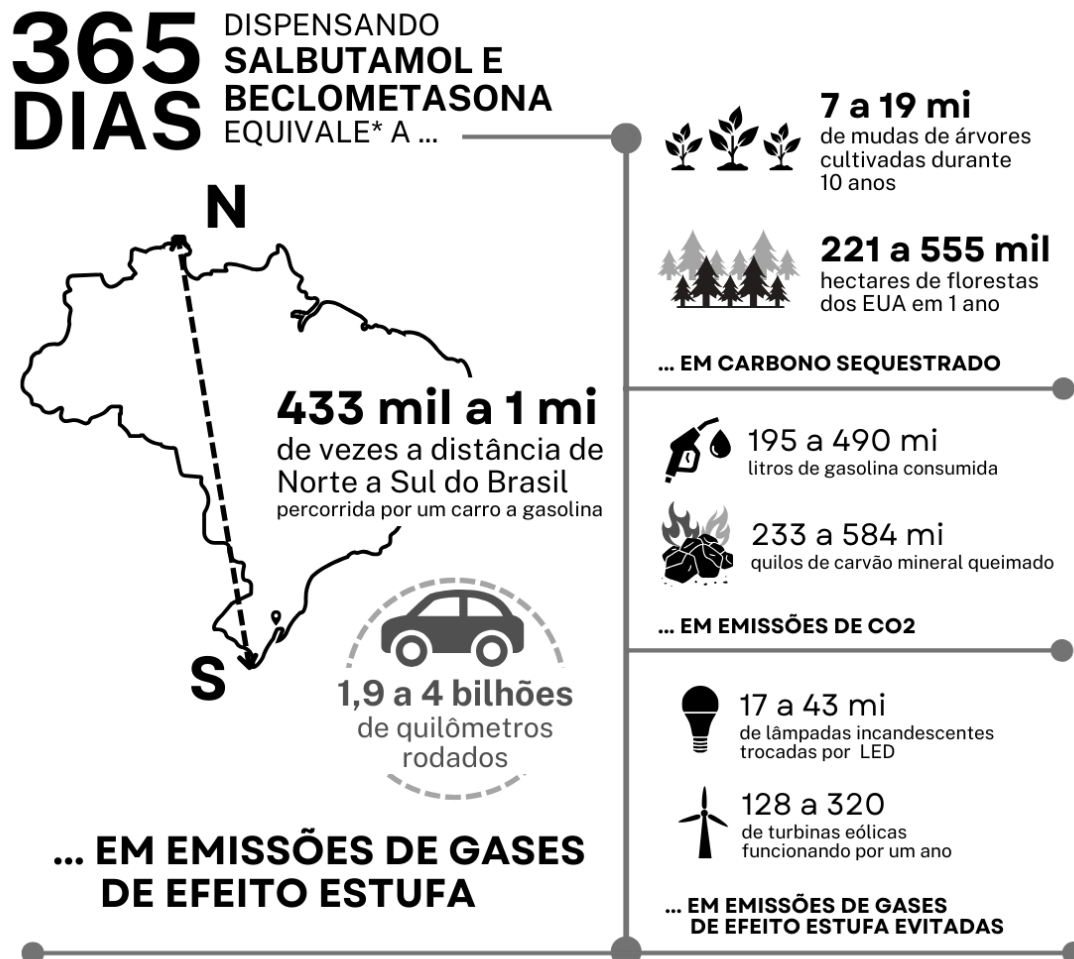 365
DIAS
DISPENSANDO
SALBUTAMOL E
BECLOMETASONA
EQUIVALE* A ...
N
433 mil a 1 mi
de vezes a distância de
Norte a Sul do Brasil
percorrida por um carro a gasolina
S
1,9 a 4 bilhões
de quilômetros
rodados
... EM EMISSÕES DE GASES
DE EFEITO ESTUFA
7 a 19 mi
de mudas de árvores
cultivadas durante
10 anos
221 a 555 mil
hectares de florestas
dos EUA em 1 ano
... EM CARBONO SEQUESTRADO
195 a 490 mi
litros de gasolina consumida
233 a 584 mi
quilos de carvão mineral queimado
... EM EMISSÕES DE CO2
17 a 43 mi
de lâmpadas incandescentes
trocadas por LED
128 a 320
de turbinas eólicas
funcionando por um ano
... EM EMISSÕES DE GASES
DE EFEITO ESTUFA EVITADAS